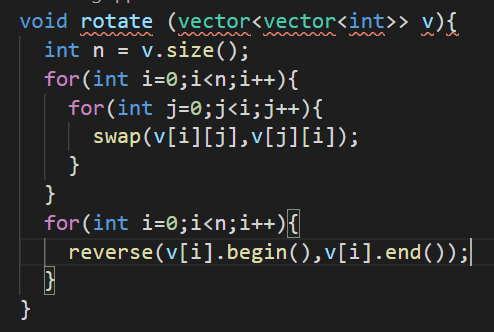 void rotate (vector<vector<int>> v){
  int n = v.size();
  for(int i=0;i<n;i++){
    for(int j=0;j<i;j++){
      swap(v[i][j],v[j][i]);
    }
  }
  for(int i=0;i<n;i++){
    reverse(v[i].begin(),v[i].end());
  }
}